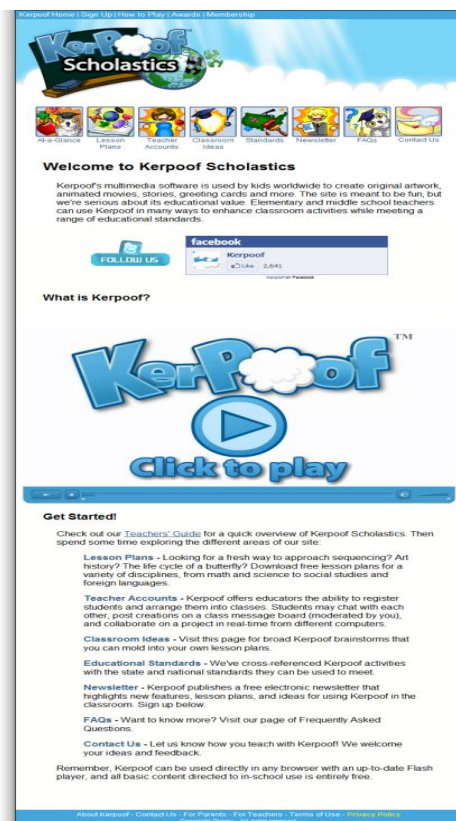 Kerpoof Home | Sign Up | How to Play | Awards | Membership
KerPoof
Scholastics
At-a-Glance
Lesson Plans
Teacher Accounts
Classroom Ideas
Standards
Newsletter
FAQs
Contact Us
Welcome to Kerpoof Scholastics
Kerpoof's multimedia software is used by kids worldwide to create original artwork,
animated movies, stories, greeting cards and more. The site is meant to be fun, but
we're serious about its educational value. Elementary and middle school teachers
can use Kerpoof in many ways to enhance classroom activities while meeting a
range of educational standards.
FOLLOW US
facebook
Kerpoof
Like 2,641
Kerpoof on Facebook
What is Kerpoof?
KerPoof TM
Click to play
Get Started!
Check out our Teachers' Guide for a quick overview of Kerpoof Scholastics. Then
spend some time exploring the different areas of our site:
Lesson Plans - Looking for a fresh way to approach sequencing? Art
history? The life cycle of a butterfly? Download free lesson plans for a
variety of disciplines, from math and science to social studies and
foreign languages.
Teacher Accounts - Kerpoof offers educators the ability to register
students and arrange them into classes. Students may chat with each
other, post creations on a class message board (moderated by you),
and collaborate on a project in real-time from different computers.
Classroom Ideas - Visit this page for broad Kerpoof brainstorms that
you can mold into your own lesson plans.
Educational Standards - We've cross-referenced Kerpoof activities
with the state and national standards they can be used to meet.
Newsletter - Kerpoof publishes a free electronic newsletter that
highlights new features, lesson plans, and ideas for using Kerpoof in the
classroom. Sign up below.
FAQs - Want to know more? Visit our page of Frequently Asked
Questions.
Contact Us - Let us know how you teach with Kerpoof! We welcome
your ideas and feedback.
Remember, Kerpoof can be used directly in any browser with an up-to-date Flash
player, and all basic content directed to in-school use is entirely free.
About Kerpoof - Contact Us - For Parents - For Teachers - Terms of Use - Privacy Policy